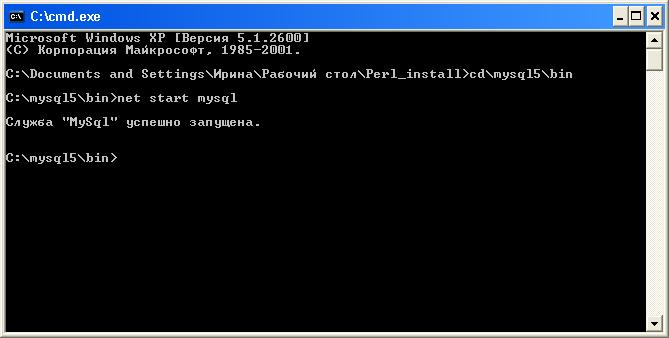 C:\cmd.exe
Microsoft Windows XP [Версия 5.1.2600]
(С) Корпорация Майкрософт, 1985-2001.
C:\Documents and Settings\Ирина\Рабочий стол\Perl_install>cd\mysql5\bin
C:\mysql5\bin>net start mysql
Служба "MySql" успешно запущена.
C:\mysql5\bin>